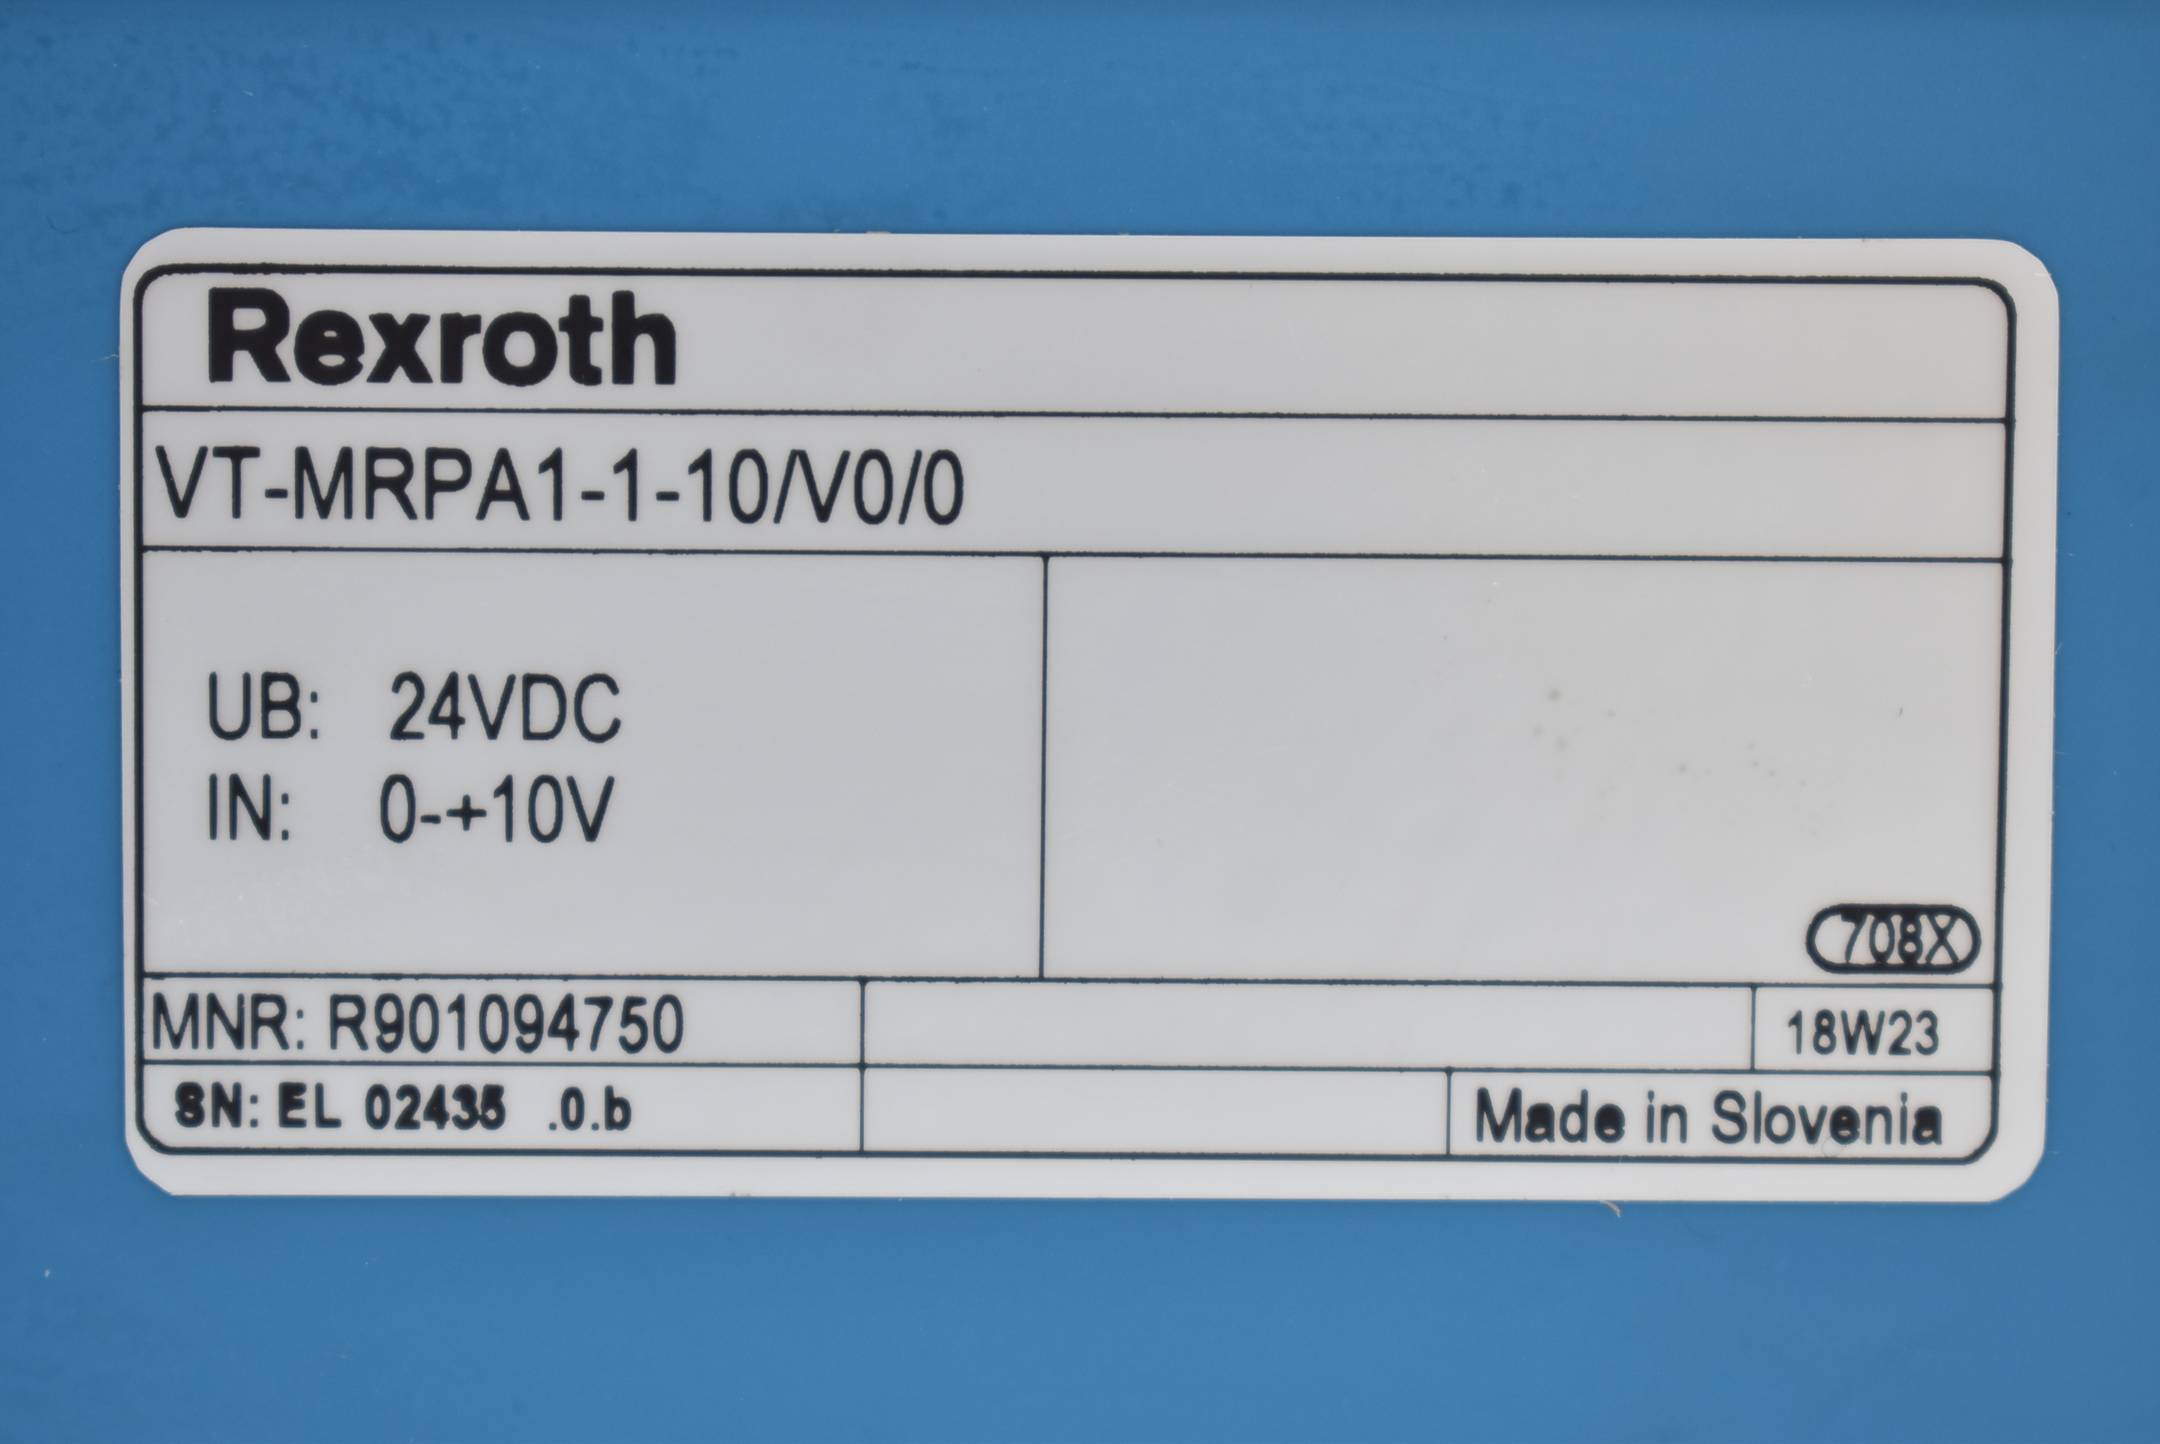 Rexroth
VT-MRPA1-1-10/V0/0
UB: 24VDC
IN: 0-+10V
708X
MNR: R901094750
18W23
SN: EL 02435 .0.b
Made in Slovenia